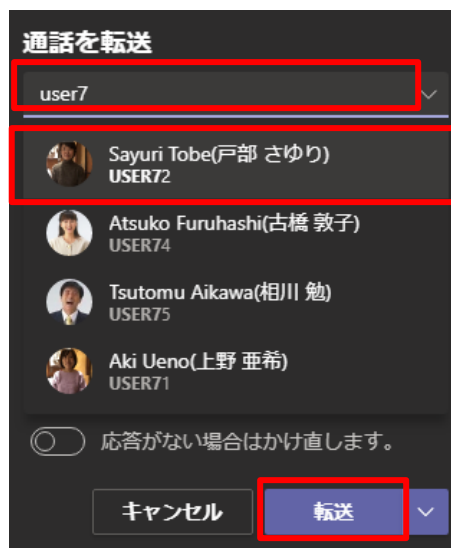 通話を転送
user7
Sayuri Tobe(戸部 さゆり)
USER72
Atsuko Furuhashi(古橋 敦子)
USER74
Tsutomu Aikawa(相川 勉)
USER75
Aki Ueno(上野 亜希)
USER71
応答がない場合はかけ直します。
キャンセル
転送